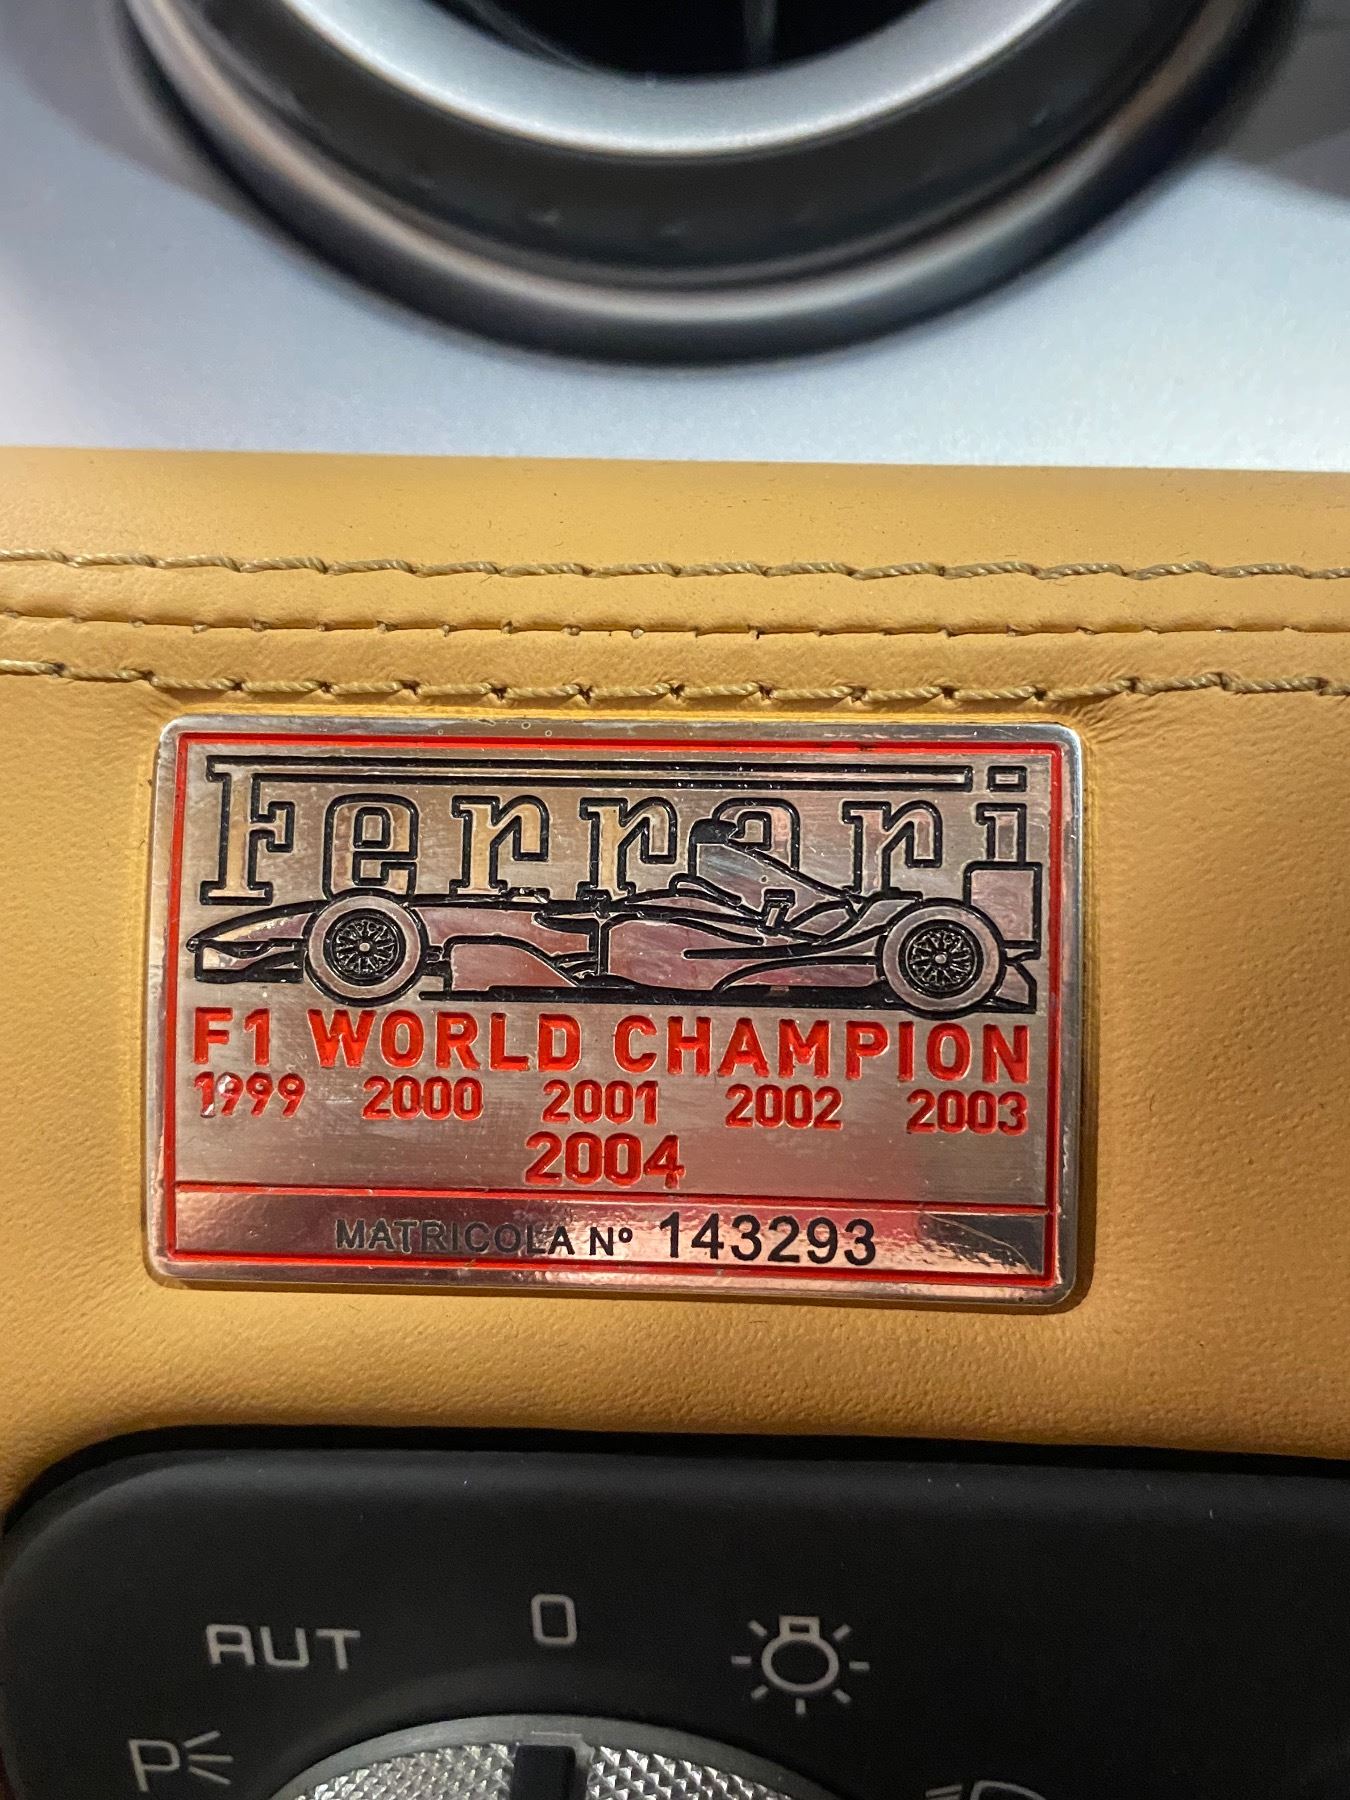 Ferrari
F1 WORLD CHAMPION
1999 2000 2001 2002 2003
2004
MATRICOLA Nº 143293
AUT 0
P